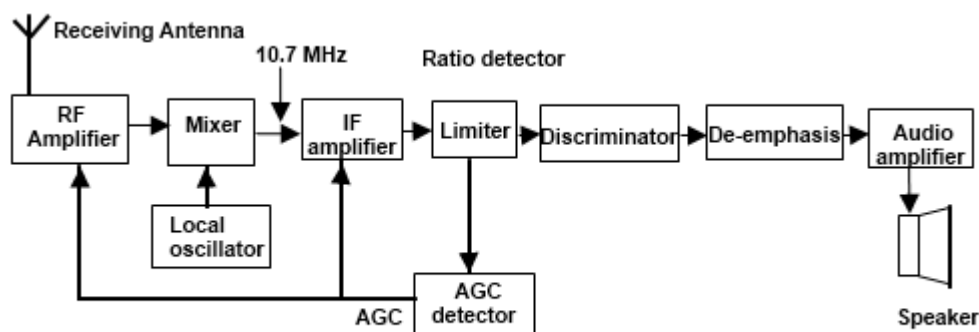 Receiving Antenna
10.7 MHz
Ratio detector
RF
Amplifier
Mixer
IF
amplifier
Limiter
Discriminator
De-emphasis
Audio
amplifier
Local
oscillator
AGC
AGC
detector
Speaker